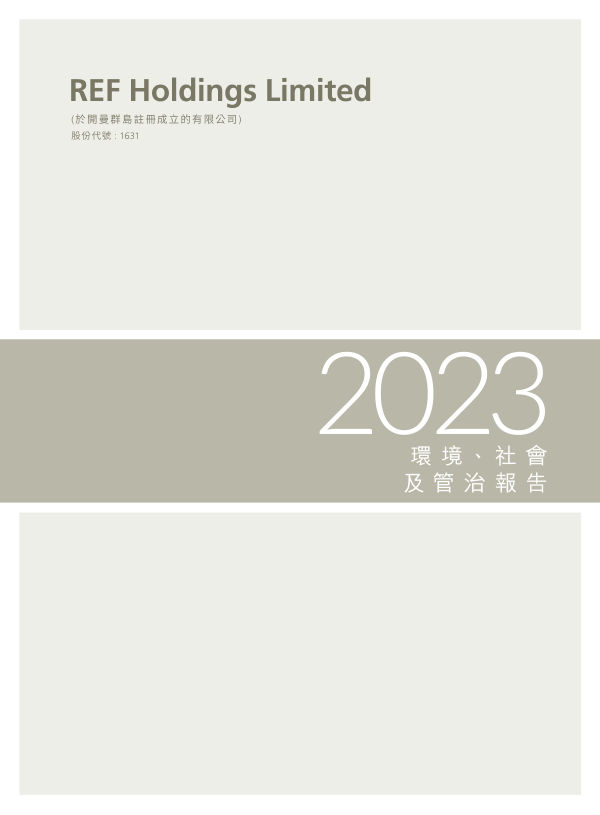 REF Holdings Limited
(於開曼群島註冊成立的有限公司)
股份代號 : 1631
2023
環境、社會
及管治報告